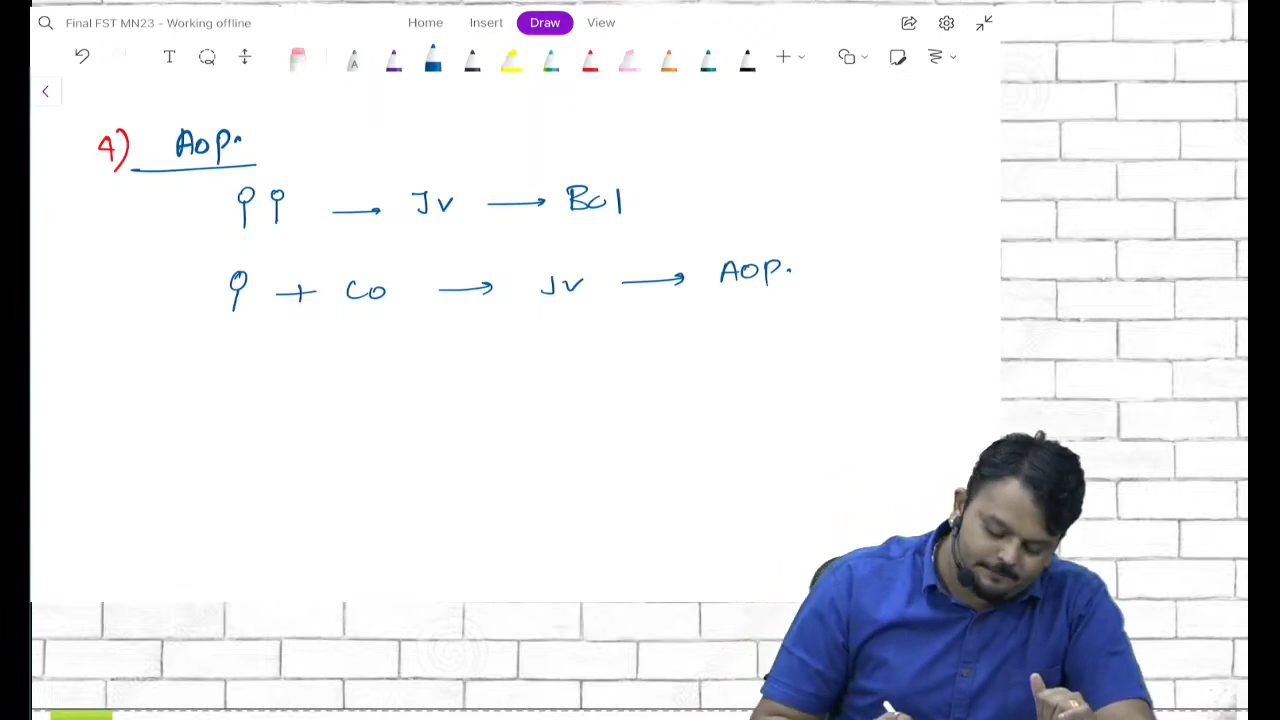 Final FST MN23 - Working offline
Home Insert Draw View
T
A
4) AOP.
→ JV → BOI
+ Co → JV → AOP.